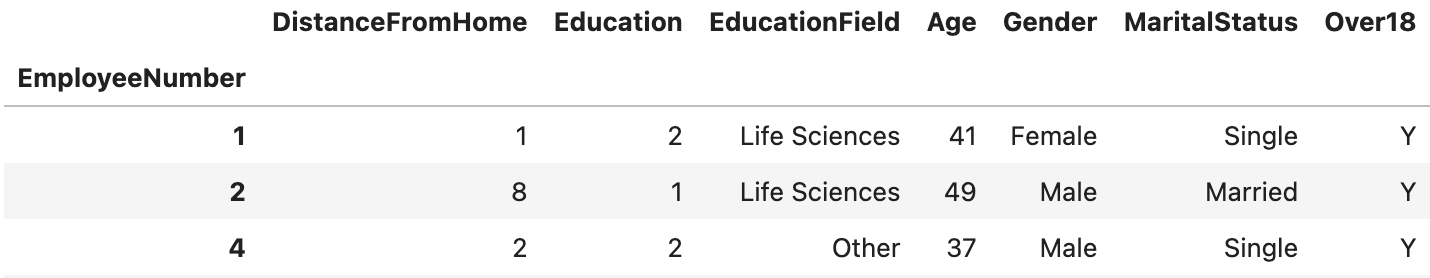 DistanceFromHome Education EducationField Age Gender MaritalStatus Over18
EmployeeNumber
1 1 2 Life Sciences 41 Female Single Y
2 8 1 Life Sciences 49 Male Married Y
4 2 2 Other 37 Male Single Y